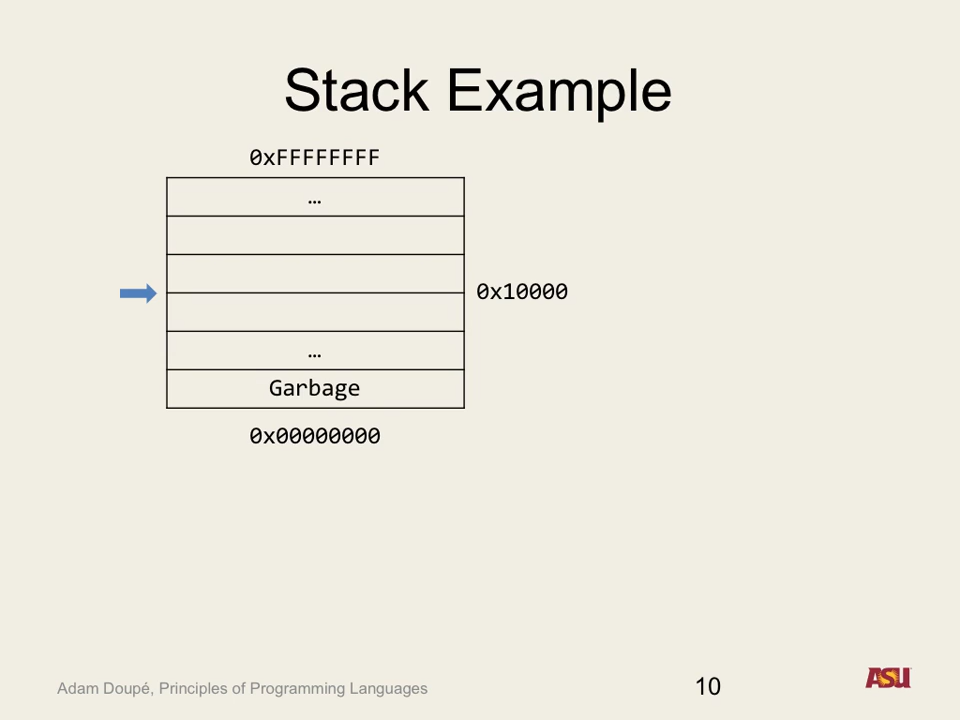 Stack Example
0xFFFFFFFF
…
0x10000
…
Garbage
0x00000000
Adam Doupé, Principles of Programming Languages
10
ASU